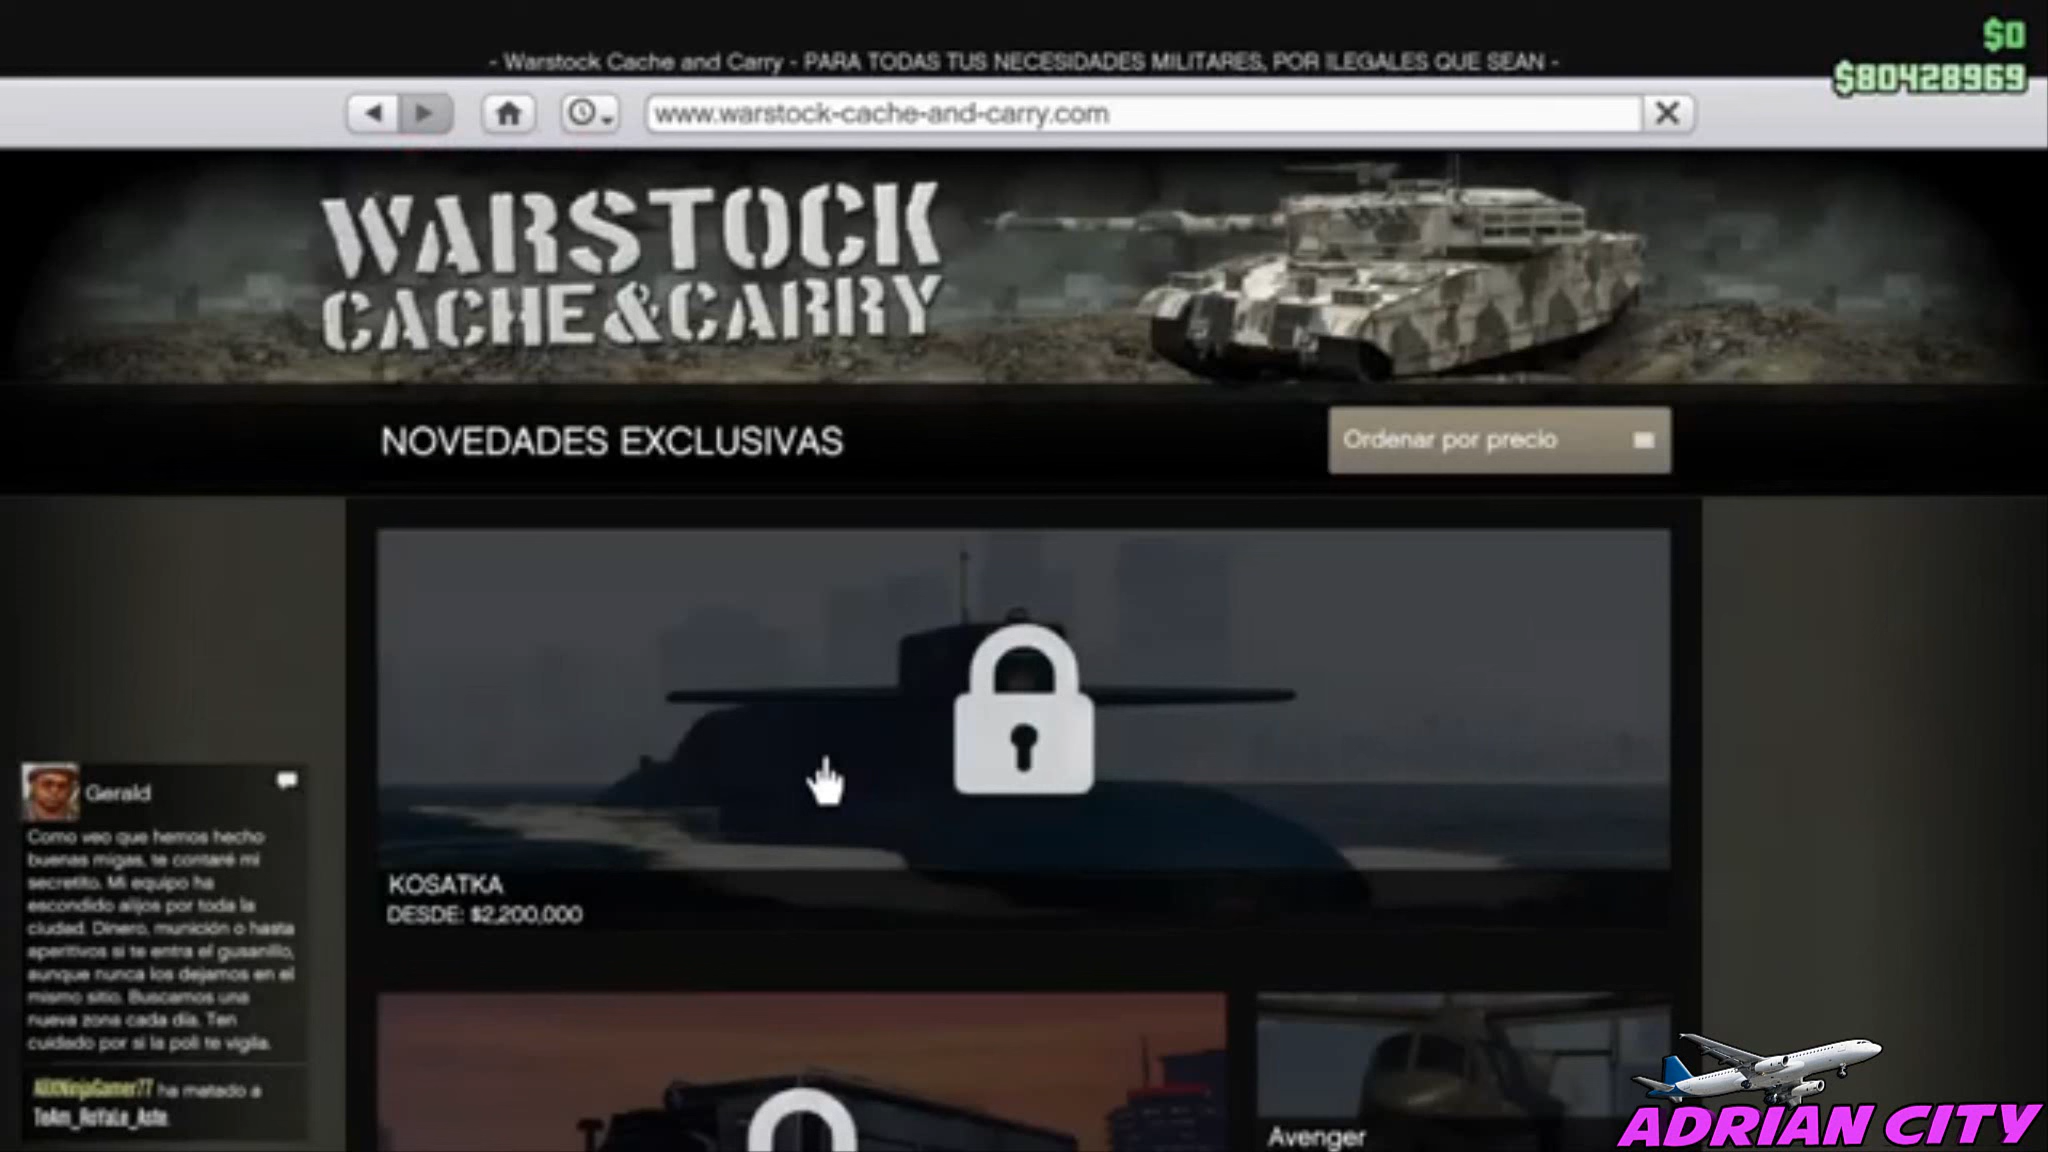 $0
- Warstock Cache and Carry - PARA TODAS TUS NECESIDADES MILITARES, POR ILEGALES QUE SEAN -
$80428969
www.warstock-cache-and-carry.com
WARSTOCK
CACHE&CARRY
NOVEDADES EXCLUSIVAS
Ordenar por precio
KOSATKA
DESDE: $2,200,000
Gerald
Como veo que hemos hecho
buenas migas, te contaré mi
secretito. Mi equipo ha
escondido alijos por toda la
ciudad. Dinero, munición o hasta
aperitivos si te entra el gusanillo,
aunque nunca los dejamos en el
mismo sitio. Buscamos una
nueva zona cada día. Ten
cuidado por si la poli te vigila.
ha matado a
TeAm_RoYaLe_Aste.
Avenger
ADRIAN CITY